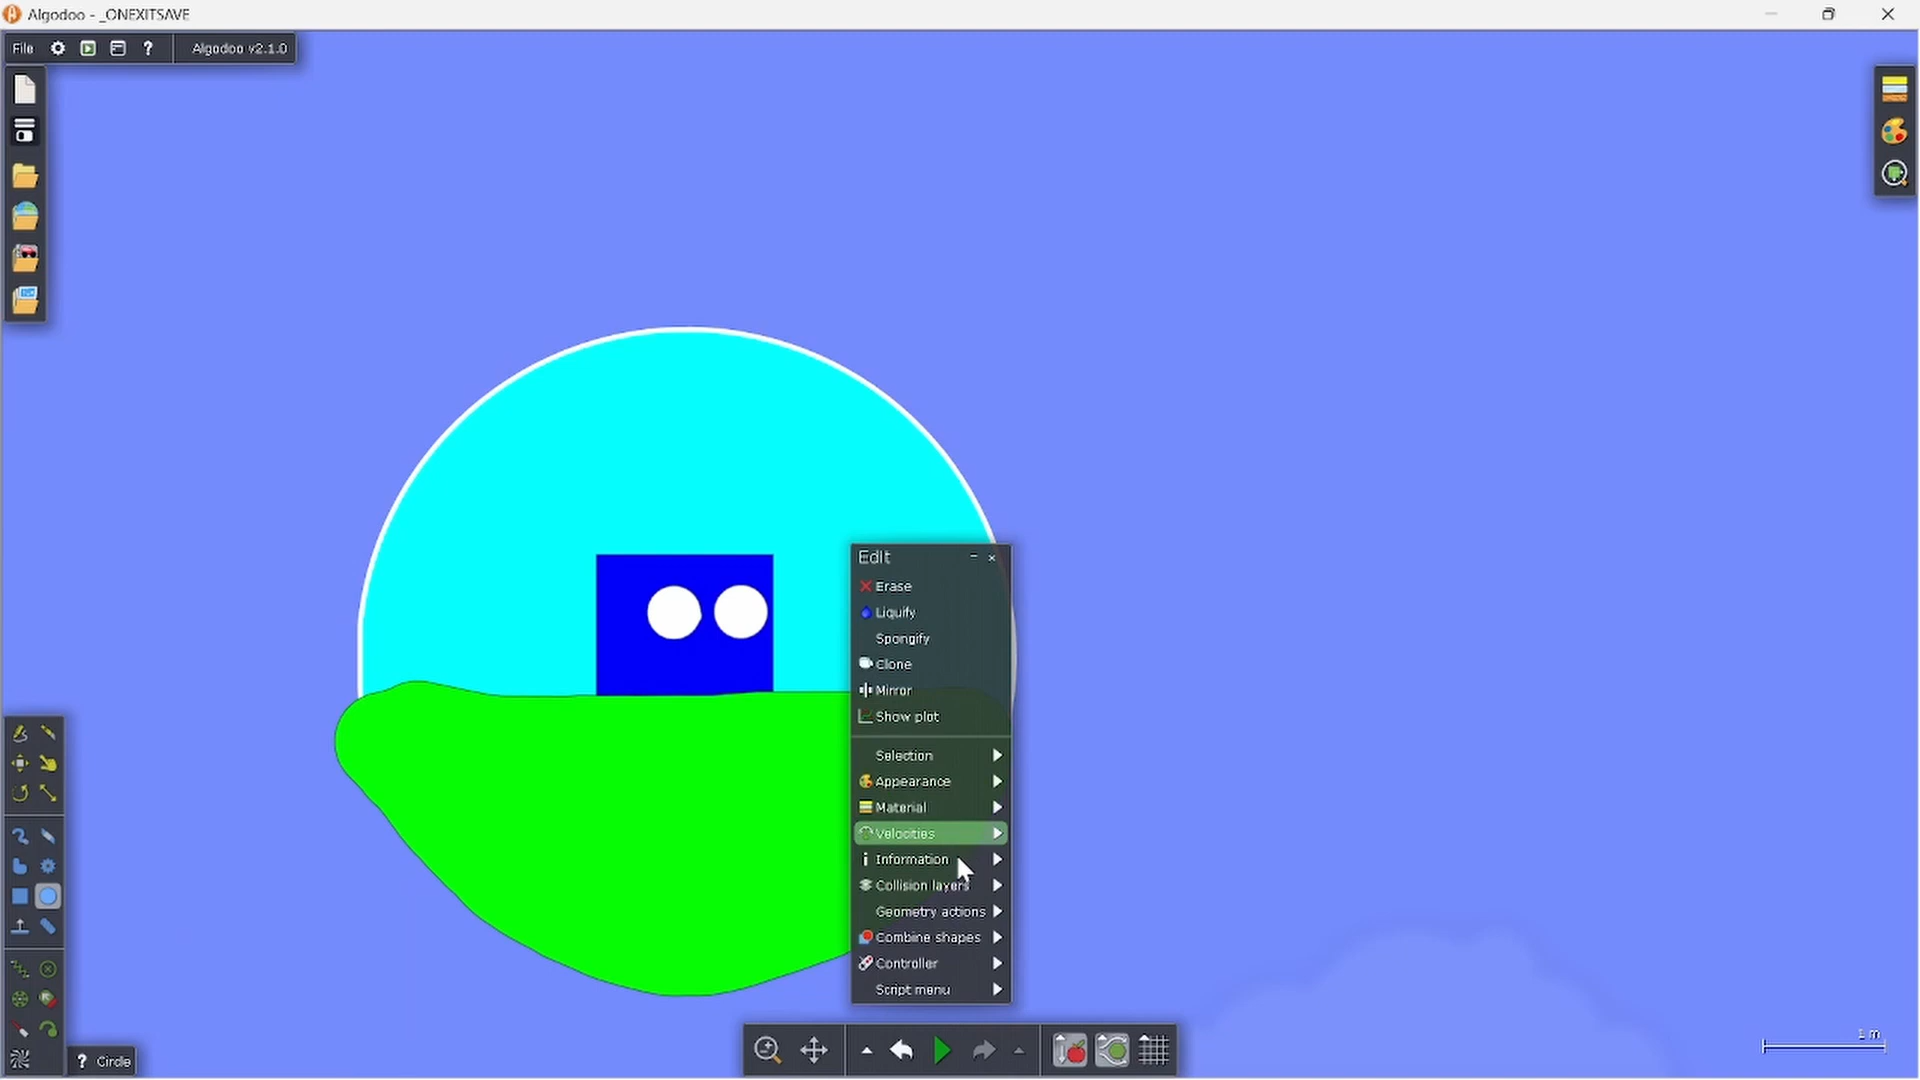 Algodoo - _ONEXITSAVE
File ? Algodoo v2.1.0
Edit
Erase
Liquify
Spongify
Clone
Mirror
Show plot
Selection
Appearance
Material
Velocities
Information
Collision layers
Geometry actions
Combine shapes
Controller
Script menu
? Circle
1 m